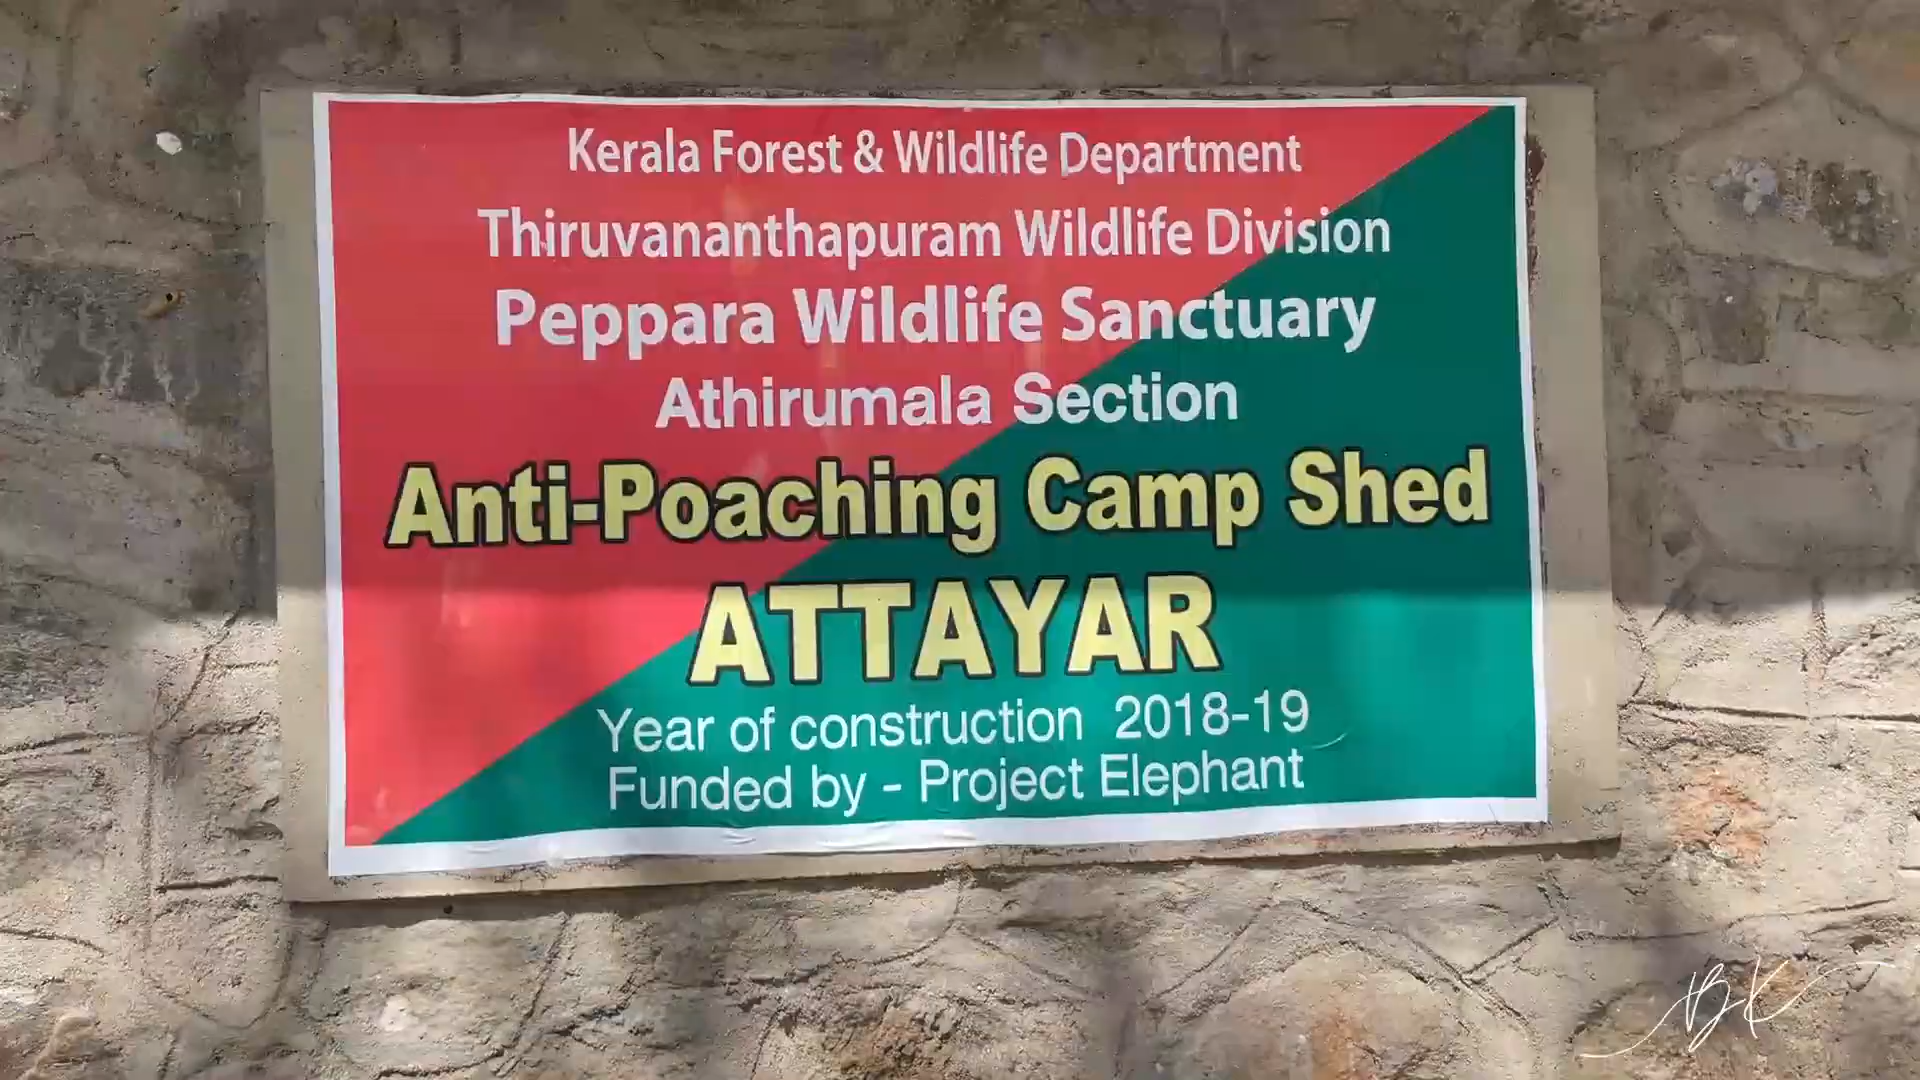 Kerala Forest & Wildlife Department
Thiruvananthapuram Wildlife Division
Peppara Wildlife Sanctuary
Athirumala Section
Anti-Poaching Camp Shed
ATTAYAR
Year of construction 2018-19
Funded by - Project Elephant